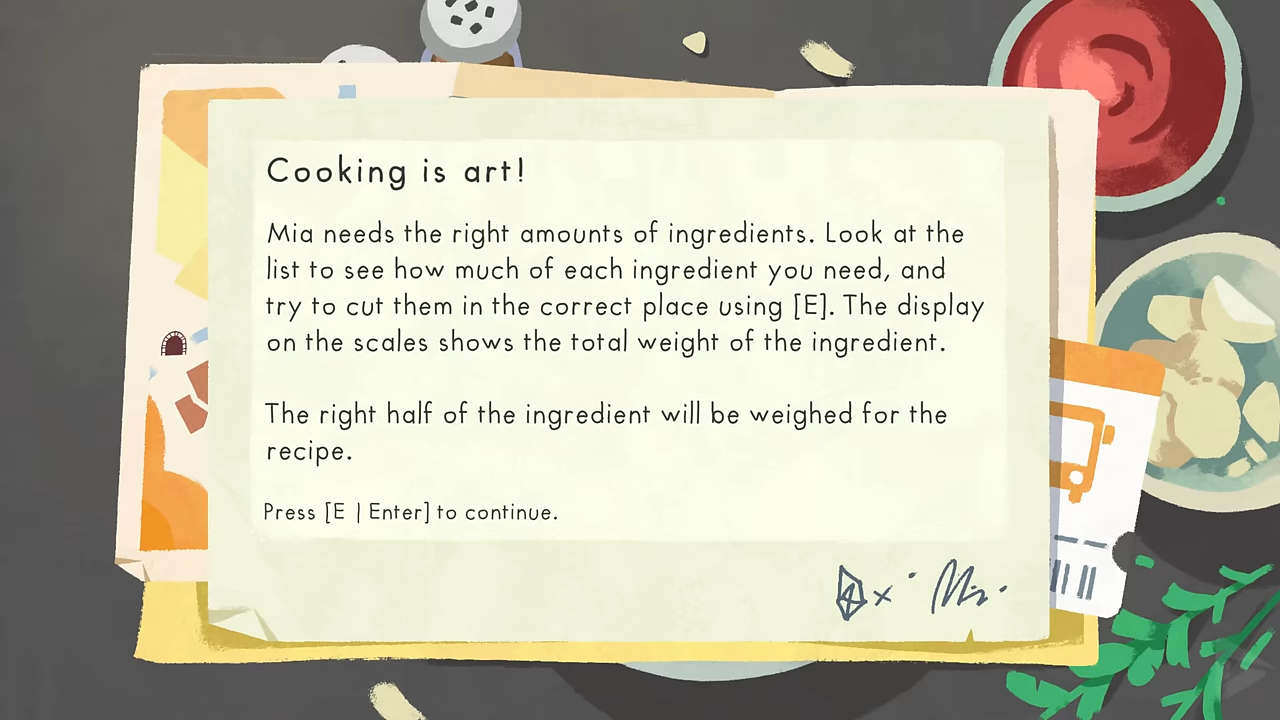 Cooking is art!
Mia needs the right amounts of ingredients. Look at the
list to see how much of each ingredient you need, and
try to cut them in the correct place using [E]. The display
on the scales shows the total weight of the ingredient.
The right half of the ingredient will be weighed for the
recipe.
Press [E | Enter] to continue.